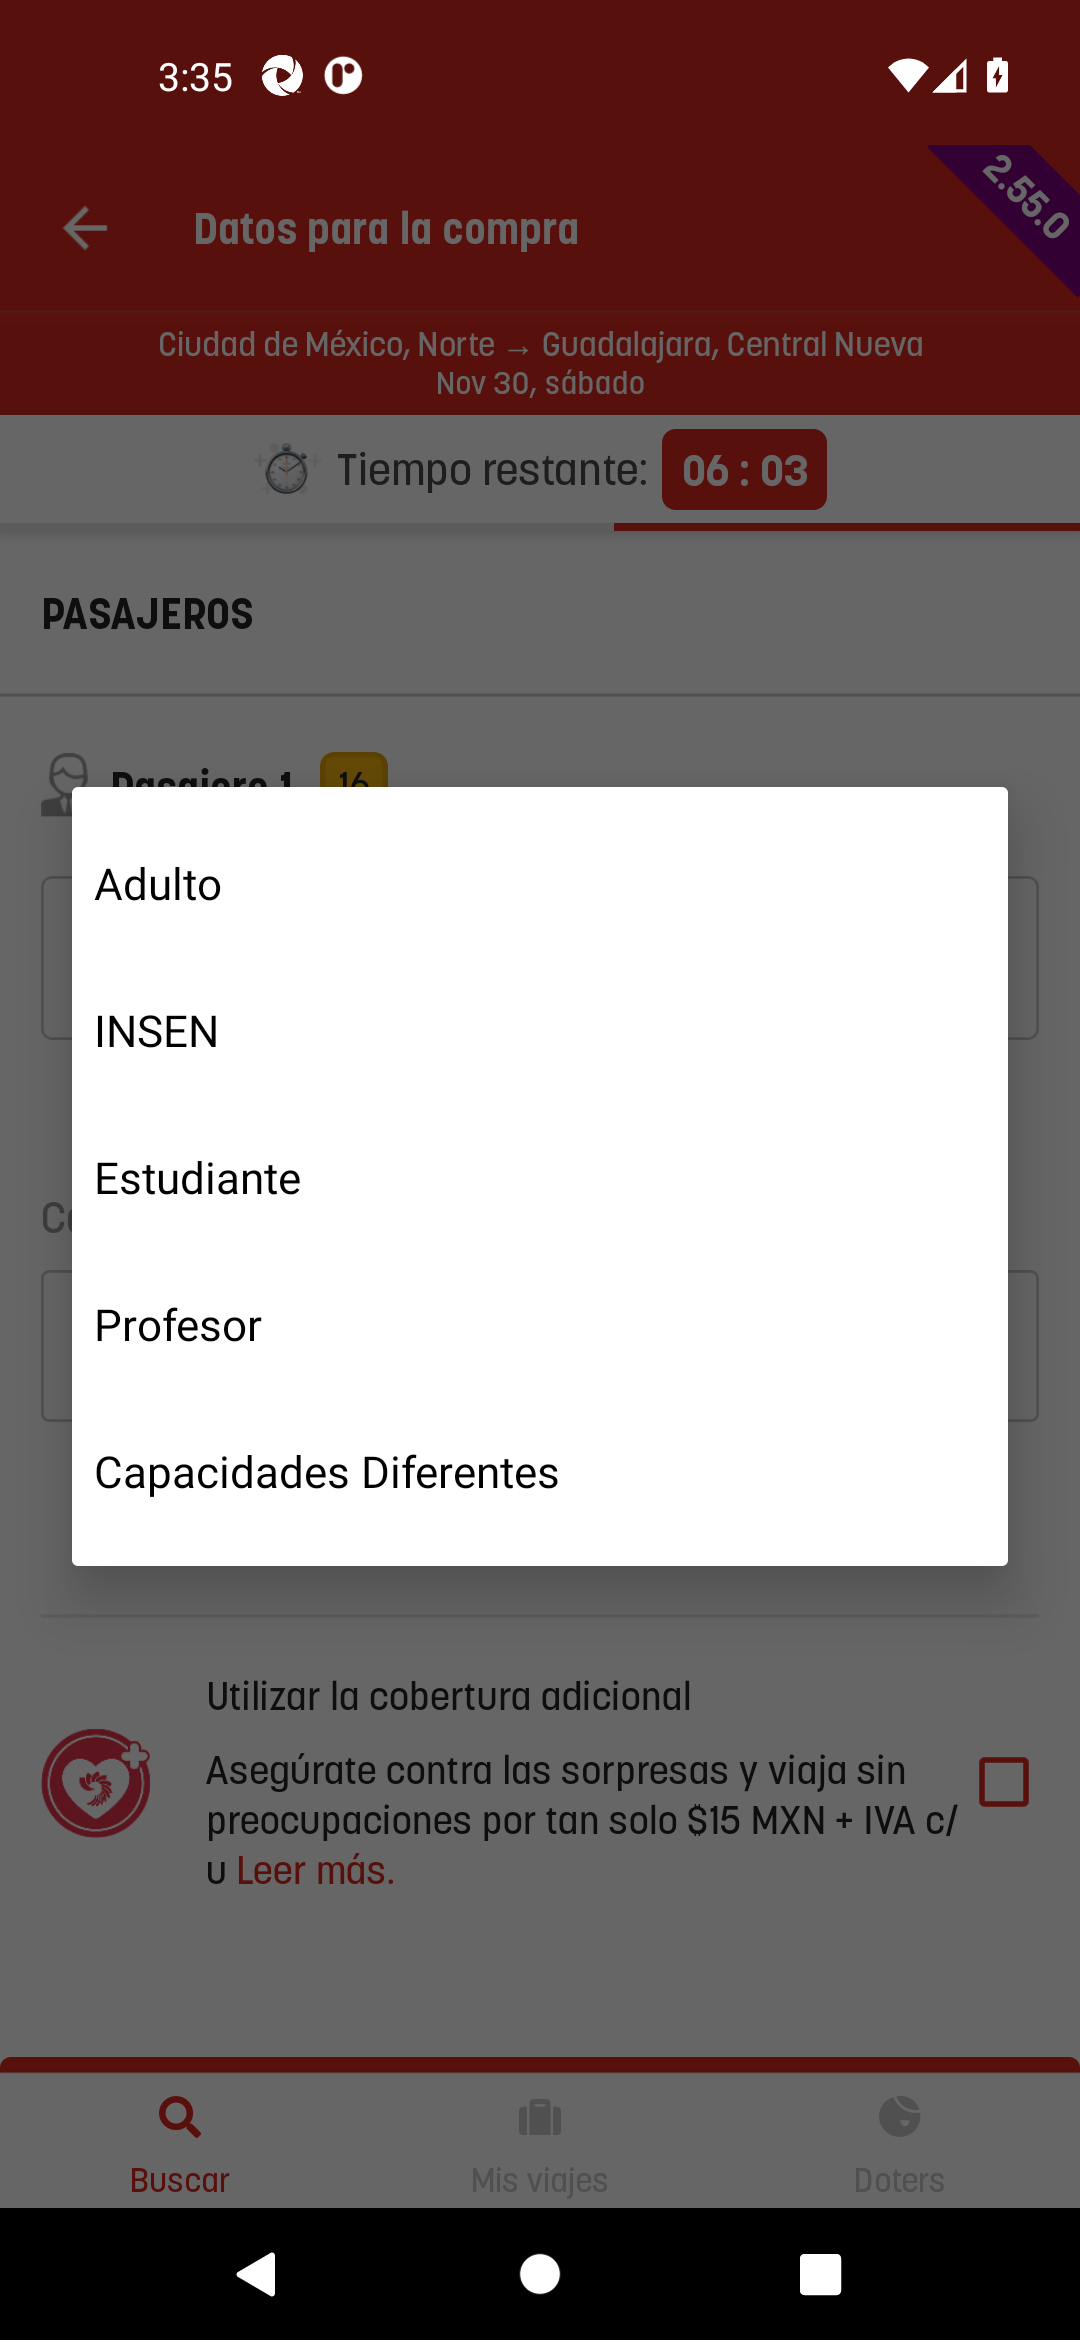 3:35
2.55.0
Datos para la compra
Ciudad de México, Norte → Guadalajara, Central Nueva
Nov 30, sábado
Tiempo restante: 06 : 03
PASAJEROS
Pasajero 1 16
Adulto
INSEN
Estudiante
Profesor
Capacidades Diferentes
Utilizar la cobertura adicional
Asegúrate contra las sorpresas y viaja sin
preocupaciones por tan solo $15 MXN + IVA c/
u Leer más.
Buscar
Mis viajes
Doters